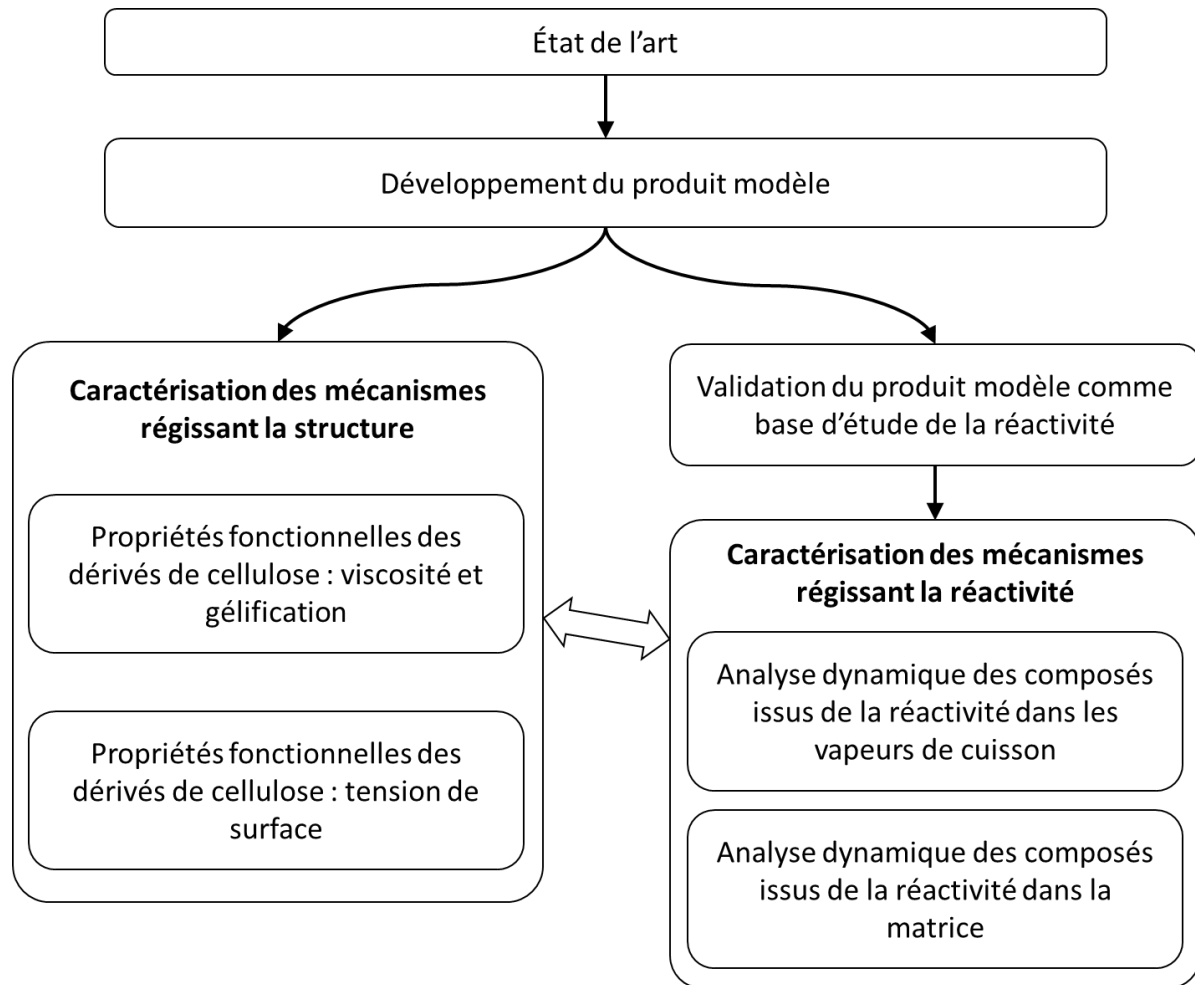 État de l’art
Développement du produit modèle
Caractérisation des mécanismes
régissant la structure
Propriétés fonctionnelles des
dérivés de cellulose : viscosité et
gélification
Propriétés fonctionnelles des
dérivés de cellulose : tension de
surface
Validation du produit modèle comme
base d’étude de la réactivité
Caractérisation des mécanismes
régissant la réactivité
Analyse dynamique des composés
issus de la réactivité dans les
vapeurs de cuisson
Analyse dynamique des composés
issus de la réactivité dans la
matrice